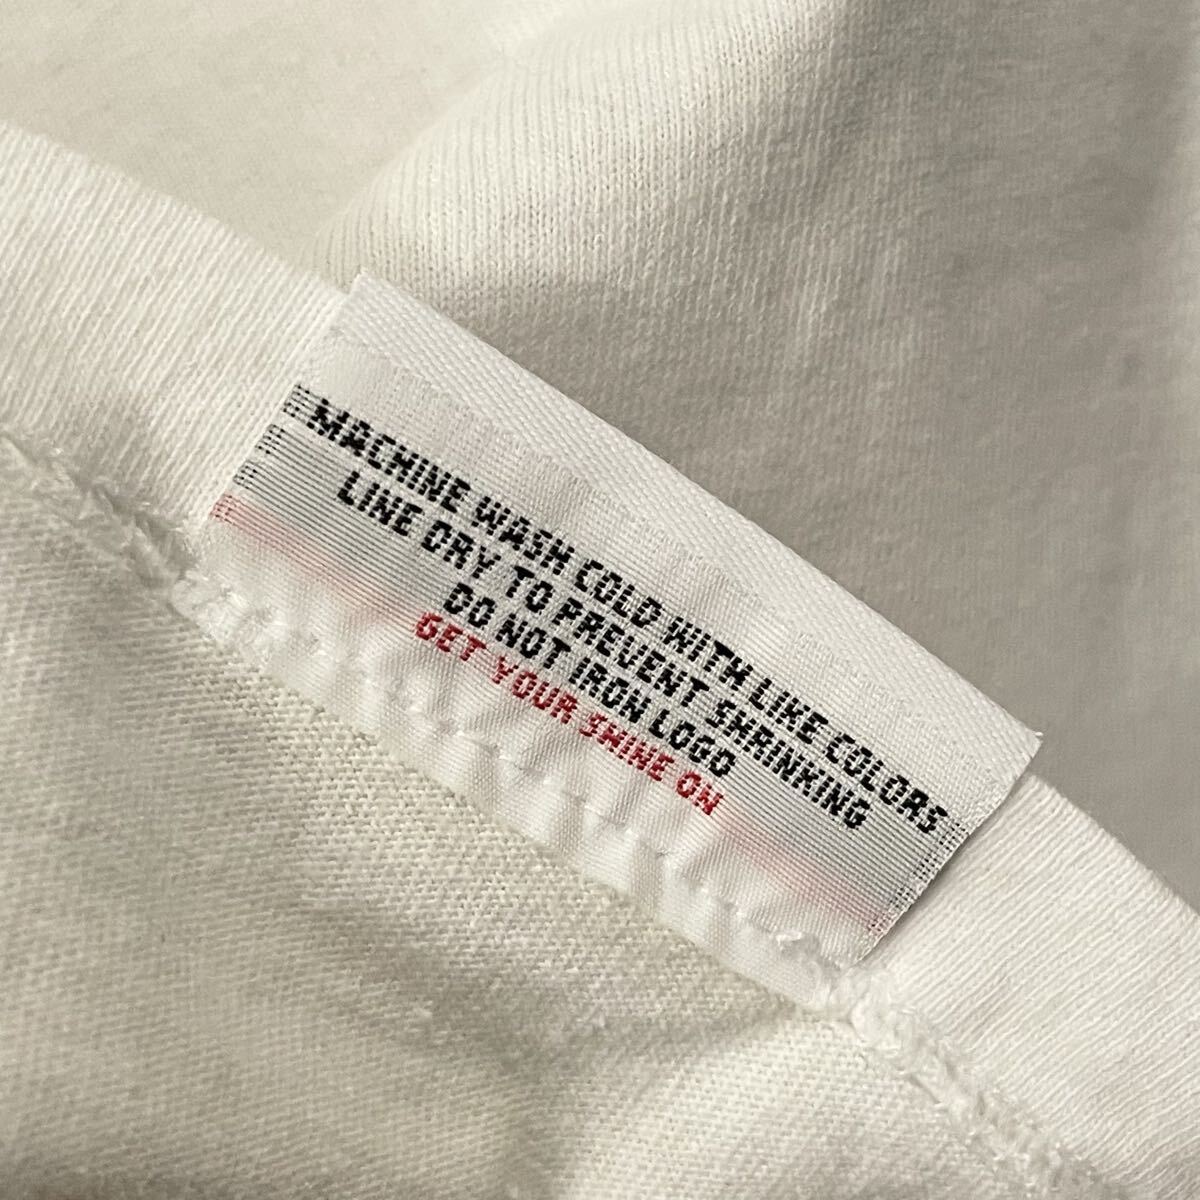 MACHINE WASH COLD WITH LIKE COLORS
LINE DRY TO PREVENT SHRINKING
DO NOT IRON LOGO
GET YOUR SHINE ON